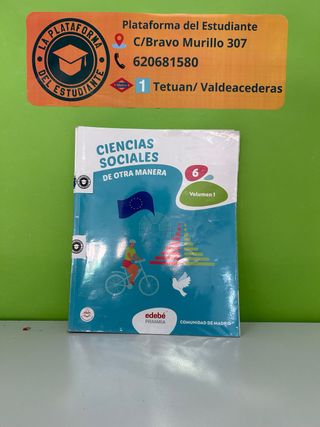 LA PLATAFORMA
DEL ESTUDIANTE
Plataforma del Estudiante
C/Bravo Murillo 307
620681580
1 Tetuan/ Valdeacederas
CIENCIAS
SOCIALES
DE OTRA MANERA
6
Volumen 1
edebé
PRIMARIA
COMUNIDAD DE MADRID